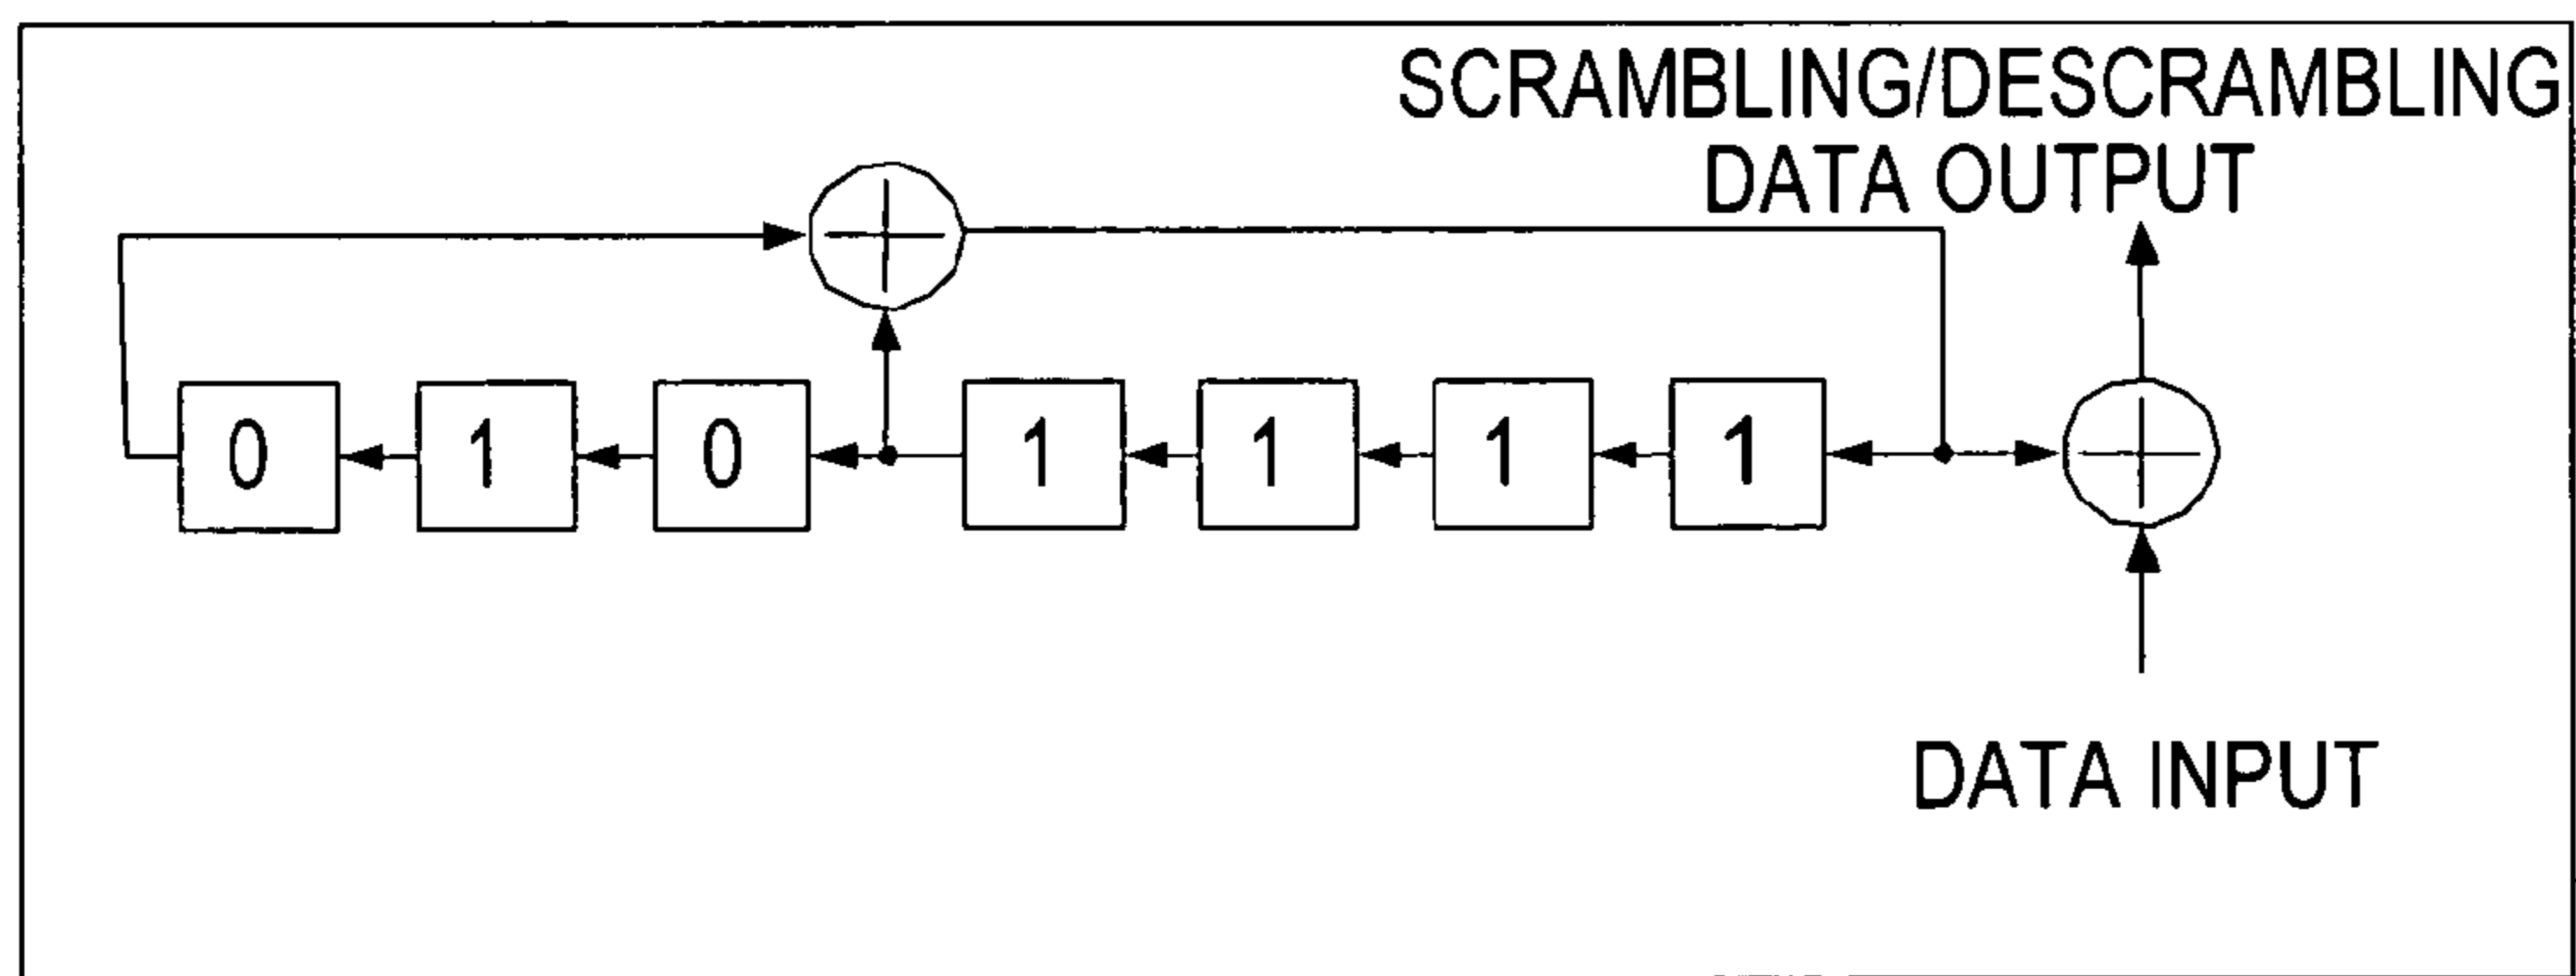 SCRAMBLING/DESCRAMBLING
DATA OUTPUT
0 1 0 1 1 1 1
DATA INPUT